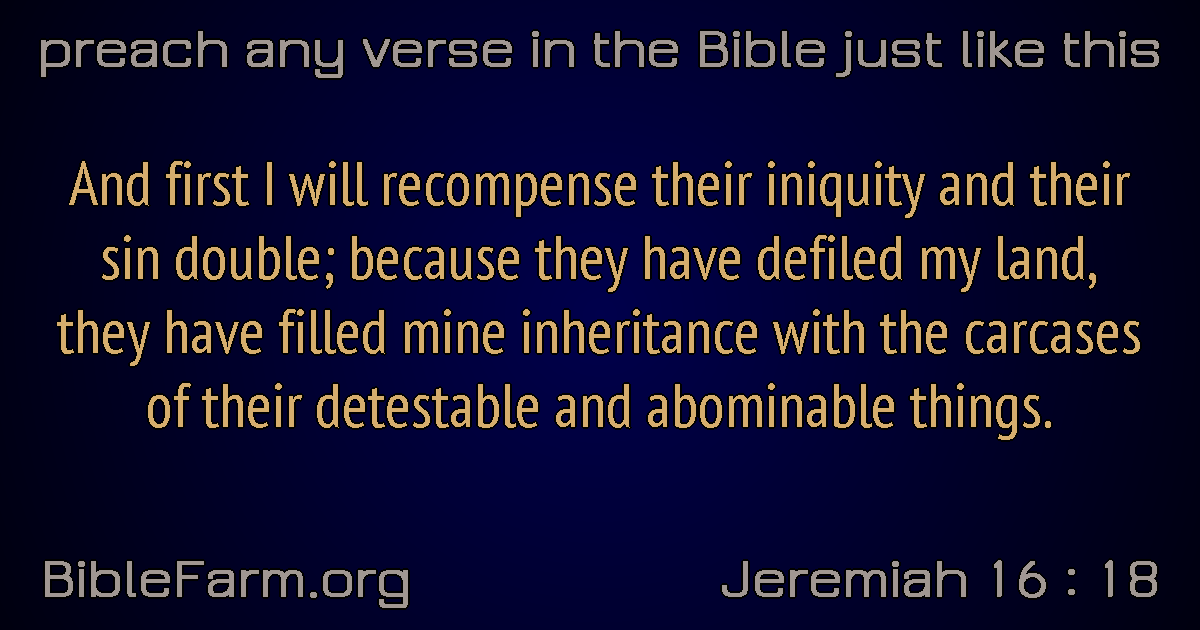 preach any verse in the Bible just like this
And first I will recompense their iniquity and their
sin double; because they have defiled my land,
they have filled mine inheritance with the carcases
of their detestable and abominable things.
BibleFarm.org
Jeremiah 16 : 18